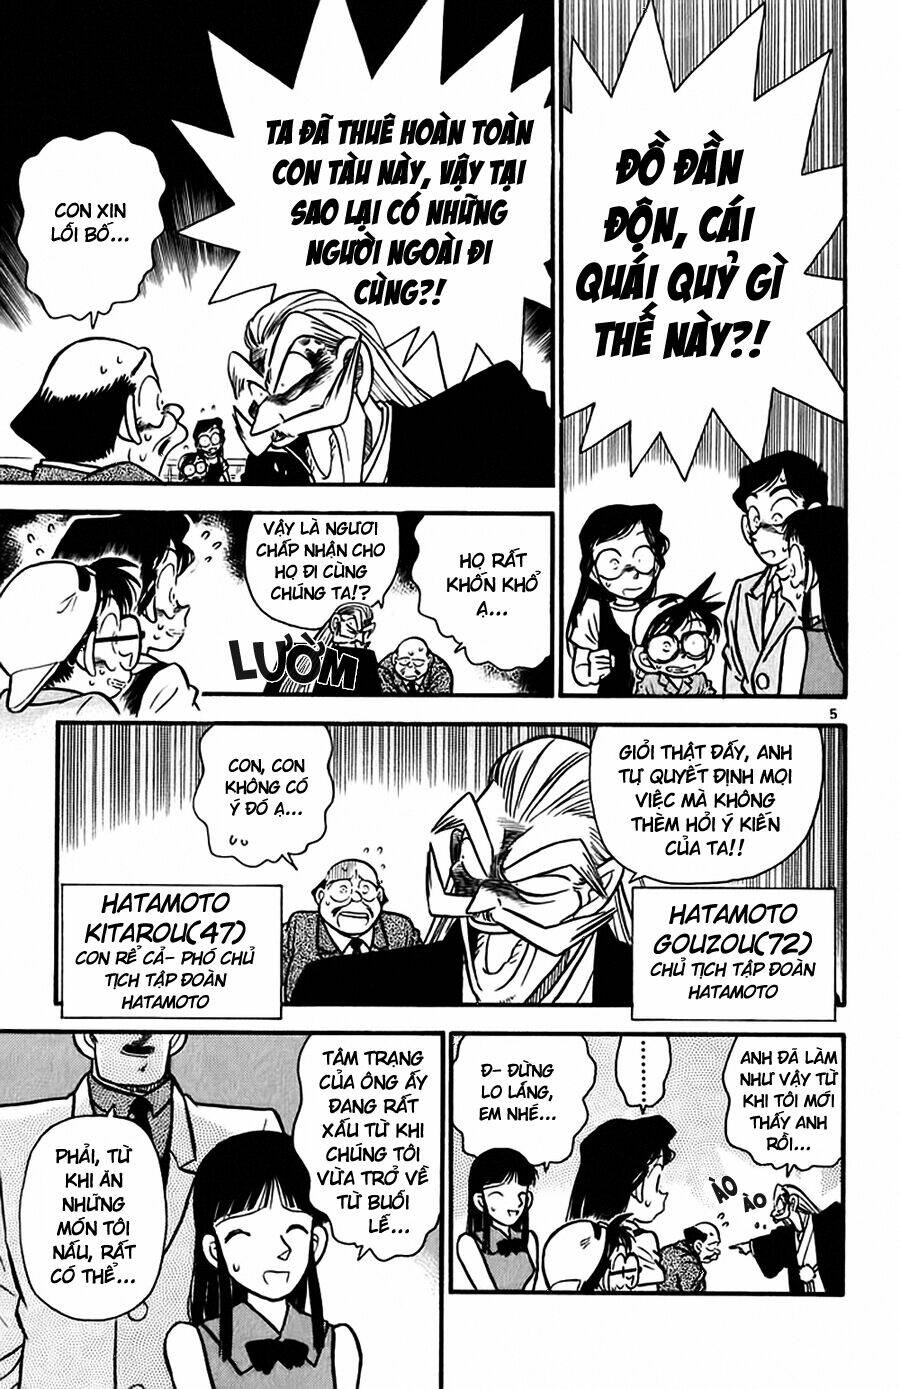 ĐỒ ĐẦN
ĐỘN, CÁI
QUÁI QUỶ GÌ
THẾ NÀY?!
TA ĐÃ THUÊ HOÀN TOÀN
CON TÀU NÀY, VẬY TẠI
SAO LẠI CÓ NHỮNG
NGƯỜI NGOÀI ĐI
CÙNG?!
CON XIN
LỖI BỐ...
HỌ RẤT
KHỐN KHỔ
Ạ...
VẬY LÀ NGƯƠI
CHẤP NHẬN CHO
HỌ ĐI CÙNG
CHÚNG TA!?
LƯỜM
5
GIỎI THẬT ĐẤY, ANH
TỰ QUYẾT ĐỊNH MỌI
VIỆC MÀ KHÔNG
THÈM HỎI Ý KIẾN
CỦA TA!!
CON, CON
KHÔNG CÓ
Ý ĐÓ Ạ...
HATAMOTO
GOUZOU(72)
CHỦ TỊCH TẬP ĐOÀN
HATAMOTO
HATAMOTO
KITAROU(47)
CON RỂ CẢ- PHÓ CHỦ
TỊCH TẬP ĐOÀN
HATAMOTO
ANH ĐÃ LÀM
NHƯ VẬY TỪ
KHI TÔI MỚI
THẤY ANH
RỒI...
ÀO
ÀO
......
Đ- ĐỪNG
LO LẮNG,
EM NHÉ...
TÂM TRẠNG
CỦA ÔNG ẤY
ĐANG RẤT
XẤU TỪ KHI
CHÚNG TÔI
VỪA TRỞ VỀ
TỪ BUỔI
LỄ...
PHẢI, TỪ
KHI ĂN
NHỮNG
MÓN TÔI
NẤU, RẤT
CÓ THỂ...